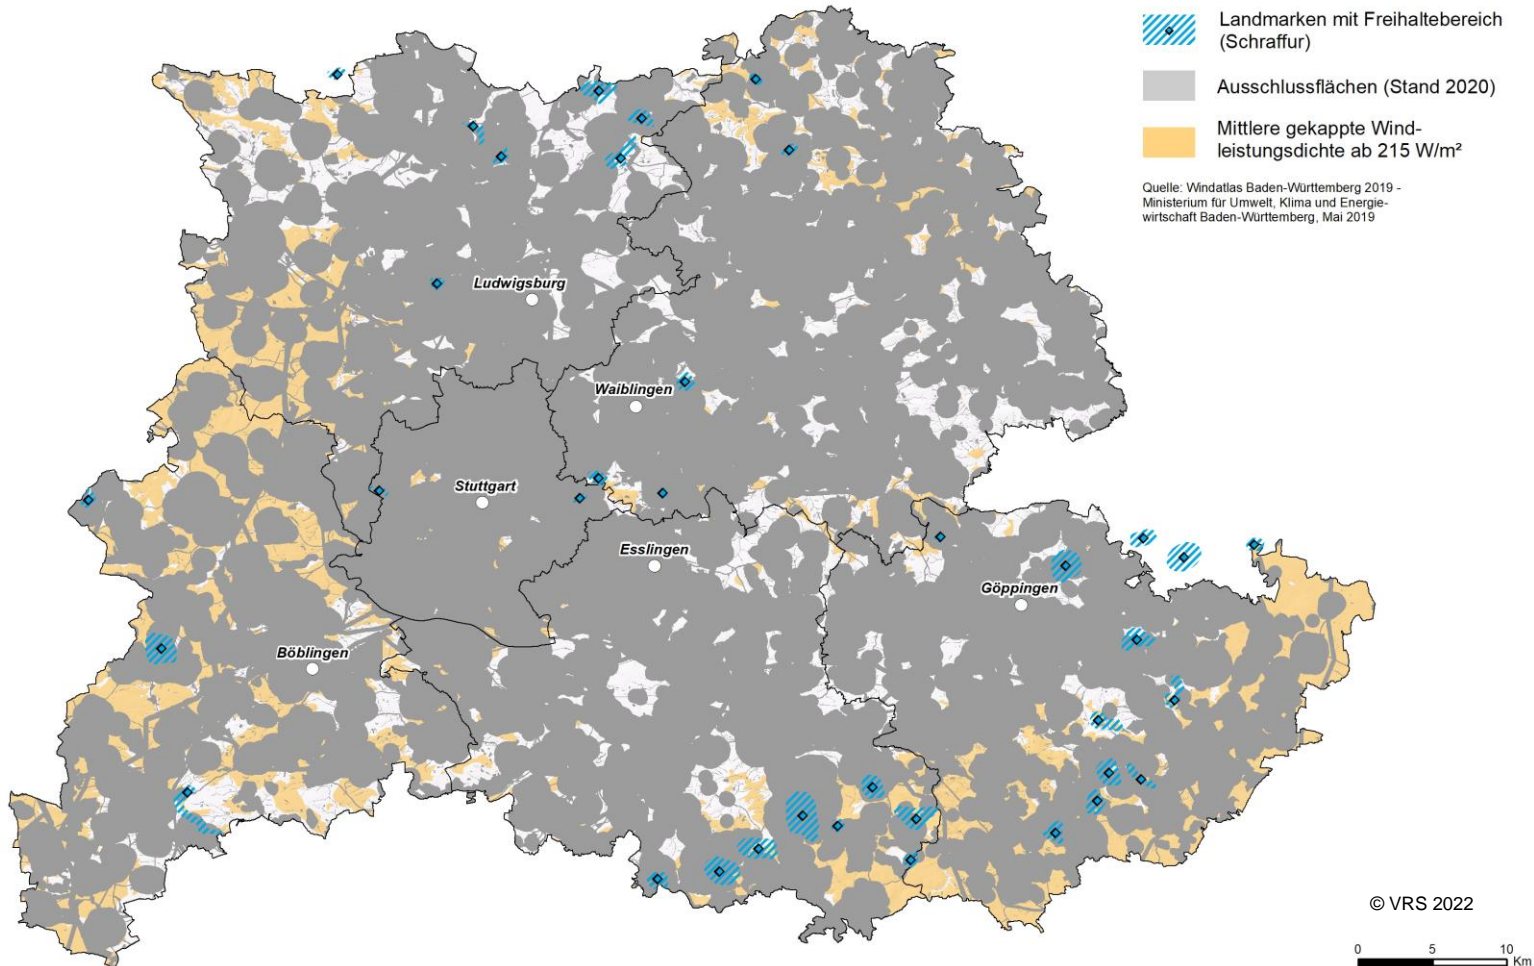 Landmarken mit Freihaltebereich
(Schraffur)
Ausschlussflächen (Stand 2020)
Mittlere gekappte Wind-
leistungsdichte ab 215 W/m²
Quelle: Windatlas Baden-Württemberg 2019 -
Ministerium für Umwelt, Klima und Energie-
wirtschaft Baden-Württemberg, Mai 2019
Ludwigsburg
Waiblingen
Stuttgart
Esslingen
Göppingen
Böblingen
© VRS 2022
0 5 10
Km